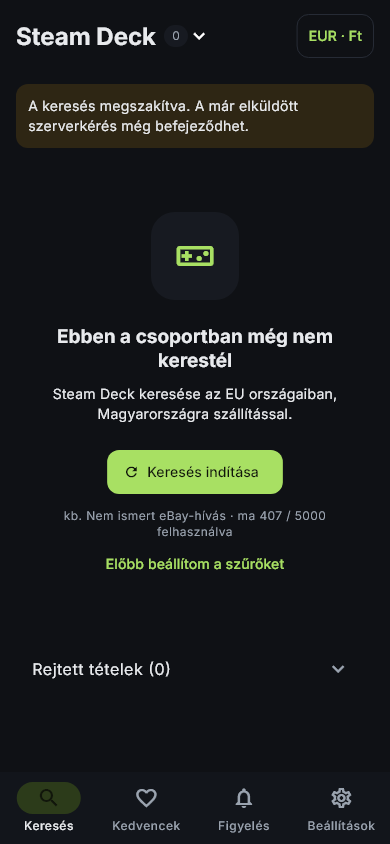 Steam Deck 0
EUR · Ft
A keresés megszakítva. A már elküldött
szerverkérés még befejeződhet.
Ebben a csoportban még nem
kerestél
Steam Deck keresése az EU országaiban,
Magyarországra szállítással.
Keresés indítása
kb. Nem ismert eBay-hívás · ma 407 / 5000
felhasználva
Előbb beállítom a szűrőket
Rejtett tételek (0)
Keresés
Kedvencek
Figyelés
Beállítások